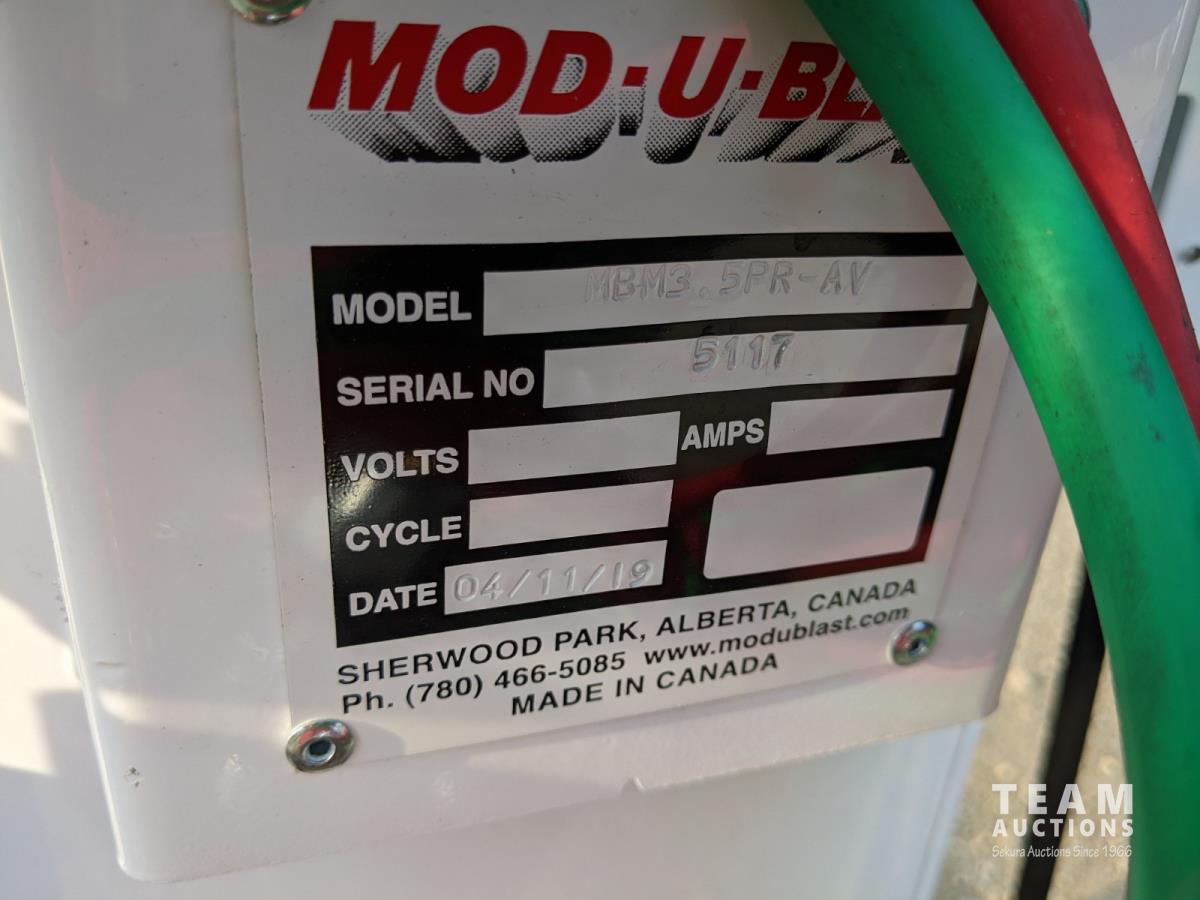 MOD·U·BLA
MODEL MBM3.5PR-AV
SERIAL NO 5117
VOLTS AMPS
CYCLE
DATE 04/11/19
SHERWOOD PARK, ALBERTA, CANADA
Ph. (780) 466-5085 www.modublast.com
MADE IN CANADA
TEAM
AUCTIONS
Sekura Auctions Since 1966